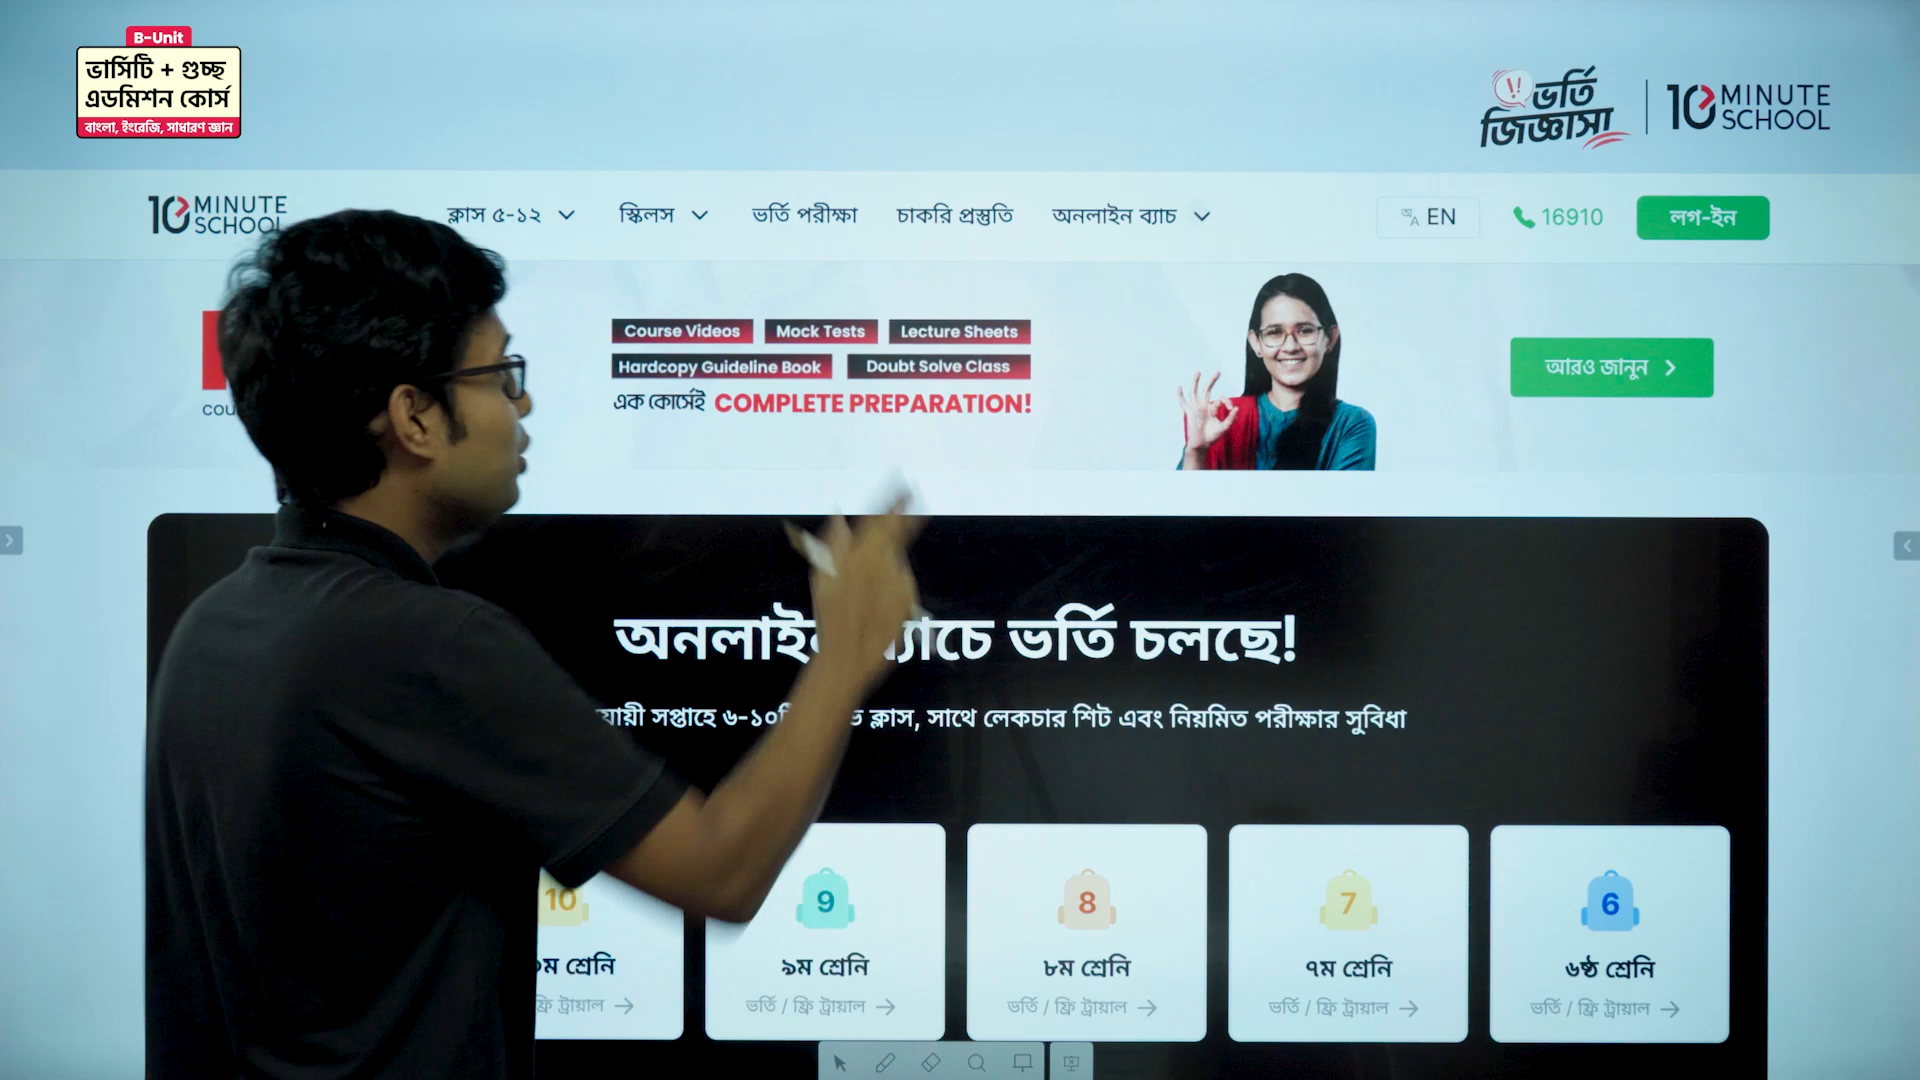 B-Unit
ভার্সিটি + গুচ্ছ
এডমিশন কোর্স
বাংলা, ইংরেজি, সাধারণ জ্ঞান
!! ভর্তি
জিজ্ঞাসা
10 MINUTE
SCHOOL
10 MINUTE
SCHOOL
ক্লাস ৫-১২
স্কিলস
ভর্তি পরীক্ষা
চাকরি প্রস্তুতি
অনলাইন ব্যাচ
EN
16910
লগ-ইন
Course Videos
Mock Tests
Lecture Sheets
Hardcopy Guideline Book
Doubt Solve Class
এক কোর্সেই COMPLETE PREPARATION!
আরও জানুন
ভর্তি চলছে!
সপ্তাহে ক্লাস, সাথে লেকচার শিট এবং নিয়মিত পরীক্ষার সুবিধা
10
9
8
7
6
শ্রেনি
৯ম শ্রেনি
৮ম শ্রেনি
৭ম শ্রেনি
৬ষ্ঠ শ্রেনি
ফ্রি ট্রায়াল →
ভর্তি / ফ্রি ট্রায়াল →
ভর্তি / ফ্রি ট্রায়াল →
ভর্তি / ফ্রি ট্রায়াল →
ভর্তি / ফ্রি ট্রায়াল →